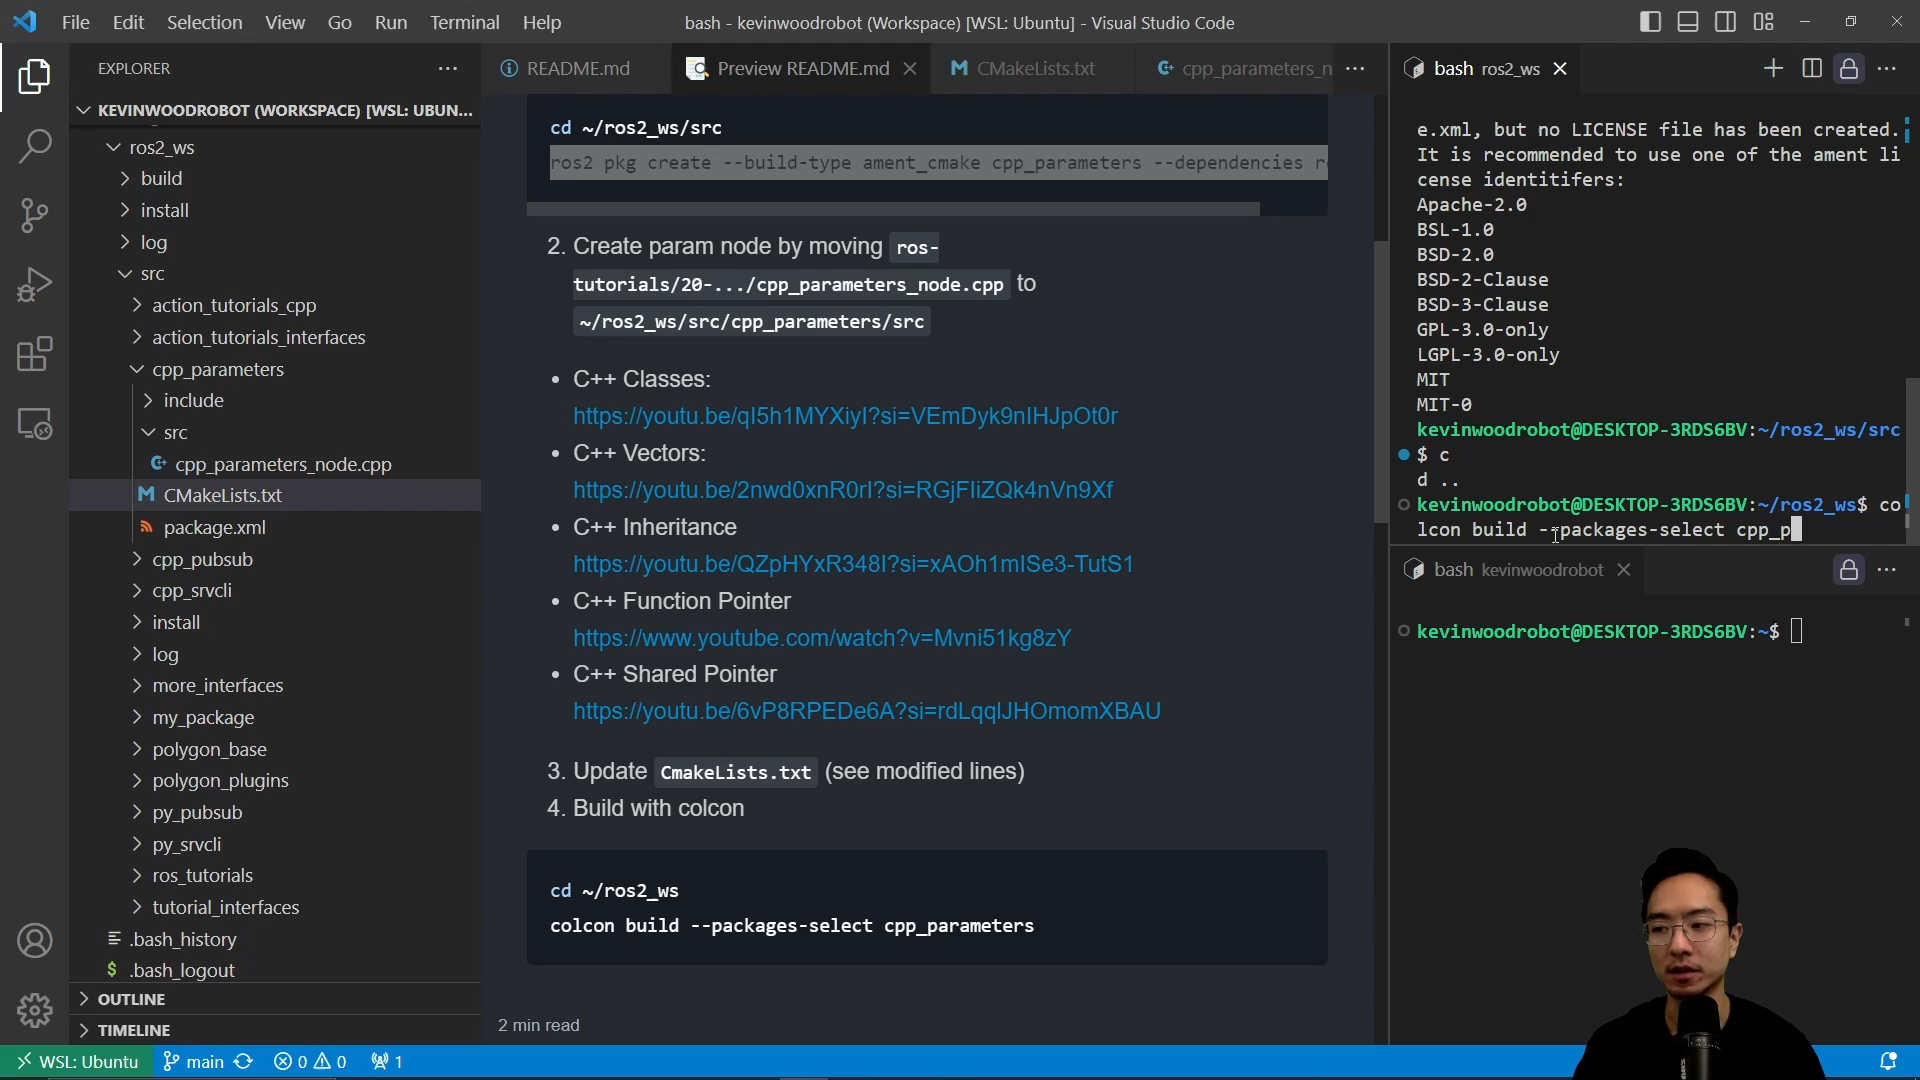 File Edit Selection View Go Run Terminal Help
bash - kevinwoodrobot (Workspace) [WSL: Ubuntu] - Visual Studio Code
EXPLORER
KEVINWOODROBOT (WORKSPACE) [WSL: UBUN...
ros2_ws
build
install
log
src
action_tutorials_cpp
action_tutorials_interfaces
cpp_parameters
include
src
cpp_parameters_node.cpp
CMakeLists.txt
package.xml
cpp_pubsub
cpp_srvcli
install
log
more_interfaces
my_package
polygon_base
polygon_plugins
py_pubsub
py_srvcli
ros_tutorials
tutorial_interfaces
.bash_history
$ .bash_logout
OUTLINE
TIMELINE
README.md
Preview README.md
CMakeLists.txt
cpp_parameters_n
cd ~/ros2_ws/src
ros2 pkg create --build-type ament_cmake cpp_parameters --dependencies r
2. Create param node by moving ros-
tutorials/20-.../cpp_parameters_node.cpp to
~/ros2_ws/src/cpp_parameters/src
• C++ Classes:
https://youtu.be/qI5h1MYXiyI?si=VEmDyk9nIHJpOt0r
• C++ Vectors:
https://youtu.be/2nwd0xnR0rI?si=RGjFIiZQk4nVn9Xf
• C++ Inheritance
https://youtu.be/QZpHYxR348I?si=xAOh1mISe3-TutS1
• C++ Function Pointer
https://www.youtube.com/watch?v=Mvni51kg8zY
• C++ Shared Pointer
https://youtu.be/6vP8RPEDe6A?si=rdLqqlJHOmomXBAU
3. Update CmakeLists.txt (see modified lines)
4. Build with colcon
cd ~/ros2_ws
colcon build --packages-select cpp_parameters
2 min read
bash ros2_ws
e.xml, but no LICENSE file has been created.
It is recommended to use one of the ament li
cense identitifers:
Apache-2.0
BSL-1.0
BSD-2.0
BSD-2-Clause
BSD-3-Clause
GPL-3.0-only
LGPL-3.0-only
MIT
MIT-0
kevinwoodrobot@DESKTOP-3RDS6BV:~/ros2_ws/src
$ c
d ..
kevinwoodrobot@DESKTOP-3RDS6BV:~/ros2_ws$ co
lcon build --packages-select cpp_p
bash kevinwoodrobot
kevinwoodrobot@DESKTOP-3RDS6BV:~$
WSL: Ubuntu main 0 0 1